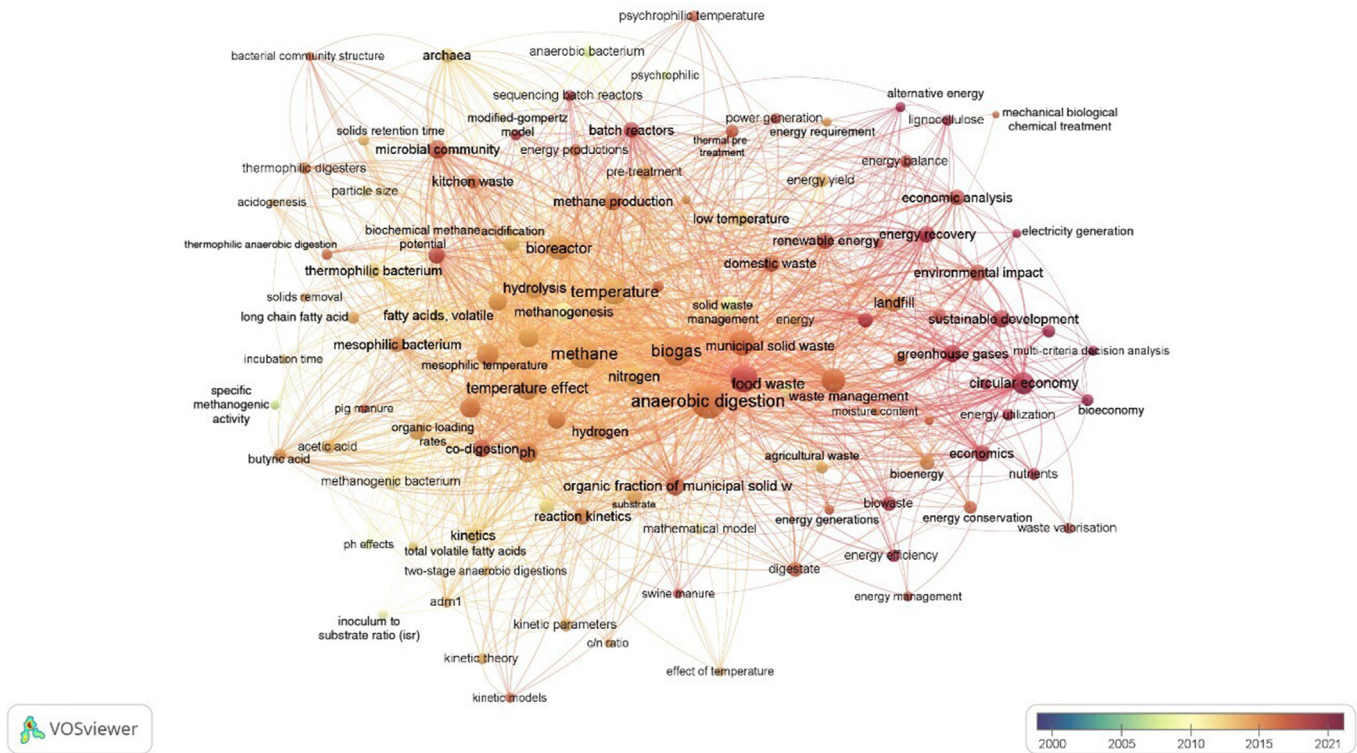 psychrophilic temperature
bacterial community structure
archaea
anaerobic bacterium
psychrophilic
sequencing batch reactors
alternative energy
modified-gompertz
model
batch reactors
power generation
lignocellulose
mechanical biological
chemical treatment
solids retention time
energy requirement
microbial community
energy productions
thermal pre
treatment
energy balance
thermophilic digesters
kitchen waste
pre-treatment
energy yield
particle size
acidogenesis
methane production
economic analysis
low temperature
biochemical methane
potential
acidification
electricity generation
thermophilic anaerobic digestion
bioreactor
renewable energy
energy recovery
thermophilic bacterium
domestic waste
environmental impact
hydrolysis
temperature
solids removal
long chain fatty acid
fatty acids, volatile
methanogenesis
solid waste
management
energy
landfill
sustainable development
mesophilic bacterium
municipal solid waste
incubation time
mesophilic temperature
methane
biogas
greenhouse gases
multi-criteria decision analysis
nitrogen
food waste
circular economy
specific
methanogenic
activity
temperature effect
anaerobic digestion
waste management
pig manure
moisture content
energy utilization
bioeconomy
organic loading
rates
hydrogen
acetic acid
co-digestion
ph
butyric acid
agricultural waste
economics
bioenergy
nutrients
methanogenic bacterium
organic fraction of municipal solid w
substrate
biowaste
reaction kinetics
energy generations
energy conservation
mathematical model
waste valorisation
kinetics
ph effects
total volatile fatty acids
energy efficiency
two-stage anaerobic digestions
digestate
adm1
swine manure
energy management
inoculum to
substrate ratio (isr)
kinetic parameters
c/n ratio
kinetic theory
effect of temperature
kinetic models
VOSviewer
2000 2005 2010 2015 2021